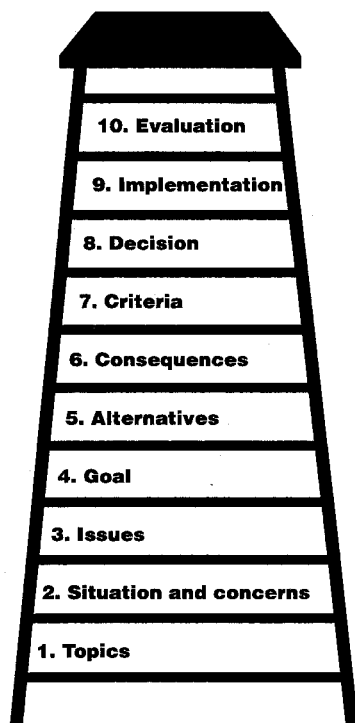 10. Evaluation
9. Implementation
8. Decision
7. Criteria
6. Consequences
5. Alternatives
4. Goal
3. Issues
2. Situation and concerns
1. Topics